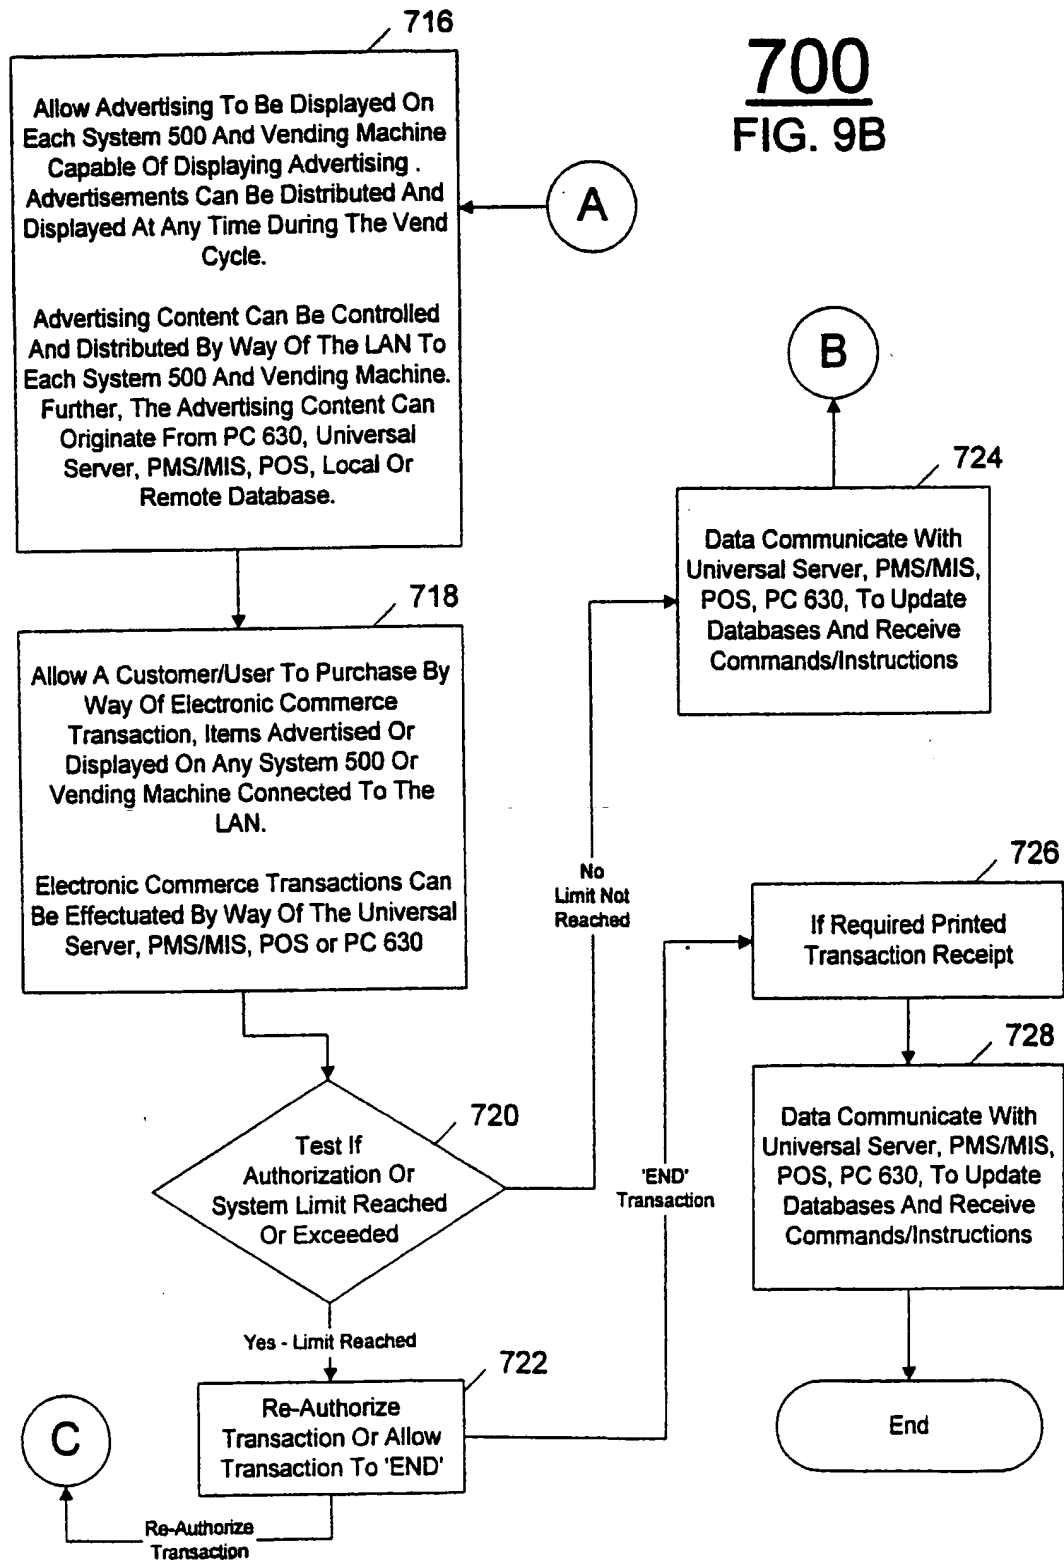 716
700
FIG. 9B
Allow Advertising To Be Displayed On
Each System 500 And Vending Machine
Capable Of Displaying Advertising .
Advertisements Can Be Distributed And
Displayed At Any Time During The Vend
Cycle.
Advertising Content Can Be Controlled
And Distributed By Way Of The LAN To
Each System 500 And Vending Machine.
Further, The Advertising Content Can
Originate From PC 630, Universal
Server, PMS/MIS, POS, Local Or
Remote Database.
A
B
718
Allow A Customer/User To Purchase By
Way Of Electronic Commerce
Transaction, Items Advertised Or
Displayed On Any System 500 Or
Vending Machine Connected To The
LAN.
Electronic Commerce Transactions Can
Be Effectuated By Way Of The Universal
Server, PMS/MIS, POS or PC 630
724
Data Communicate With
Universal Server, PMS/MIS,
POS, PC 630, To Update
Databases And Receive
Commands/Instructions
No
Limit Not
Reached
720
Test If
Authorization Or
System Limit Reached
Or Exceeded
Yes - Limit Reached
722
Re-Authorize
Transaction Or Allow
Transaction To 'END'
C
Re-Authorize
Transaction
'END'
Transaction
726
If Required Printed
Transaction Receipt
728
Data Communicate With
Universal Server, PMS/MIS,
POS, PC 630, To Update
Databases And Receive
Commands/Instructions
End